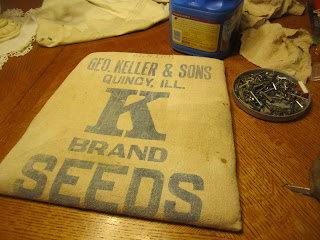 GEO. KELLER & SONS
QUINCY, ILL.
K
BRAND
SEEDS